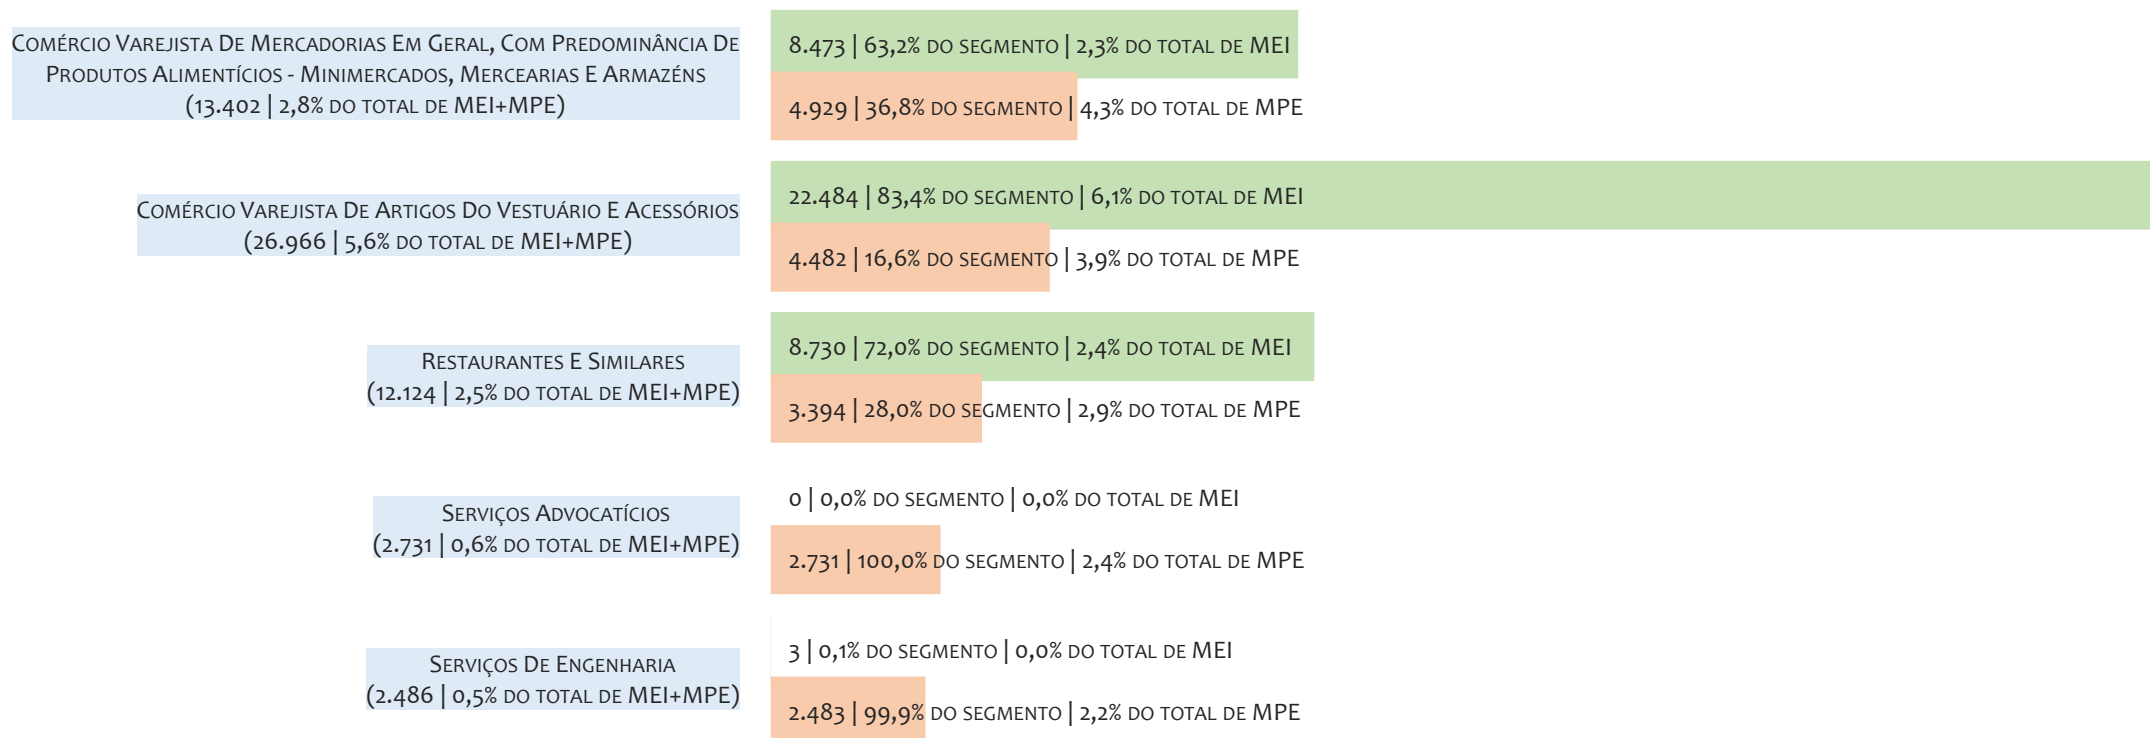 Comércio Varejista De Mercadorias Em Geral, Com Predominância De
Produtos Alimentícios - Minimercados, Mercearias E Armazéns
(13.402 | 2,8% do total de MEI+MPE)
8.473 | 63,2% do segmento | 2,3% do total de MEI
4.929 | 36,8% do segmento | 4,3% do total de MPE
Comércio Varejista De Artigos Do Vestuário E Acessórios
(26.966 | 5,6% do total de MEI+MPE)
22.484 | 83,4% do segmento | 6,1% do total de MEI
4.482 | 16,6% do segmento | 3,9% do total de MPE
Restaurantes E Similares
(12.124 | 2,5% do total de MEI+MPE)
8.730 | 72,0% do segmento | 2,4% do total de MEI
3.394 | 28,0% do segmento | 2,9% do total de MPE
Serviços Advocatícios
(2.731 | 0,6% do total de MEI+MPE)
0 | 0,0% do segmento | 0,0% do total de MEI
2.731 | 100,0% do segmento | 2,4% do total de MPE
Serviços De Engenharia
(2.486 | 0,5% do total de MEI+MPE)
3 | 0,1% do segmento | 0,0% do total de MEI
2.483 | 99,9% do segmento | 2,2% do total de MPE